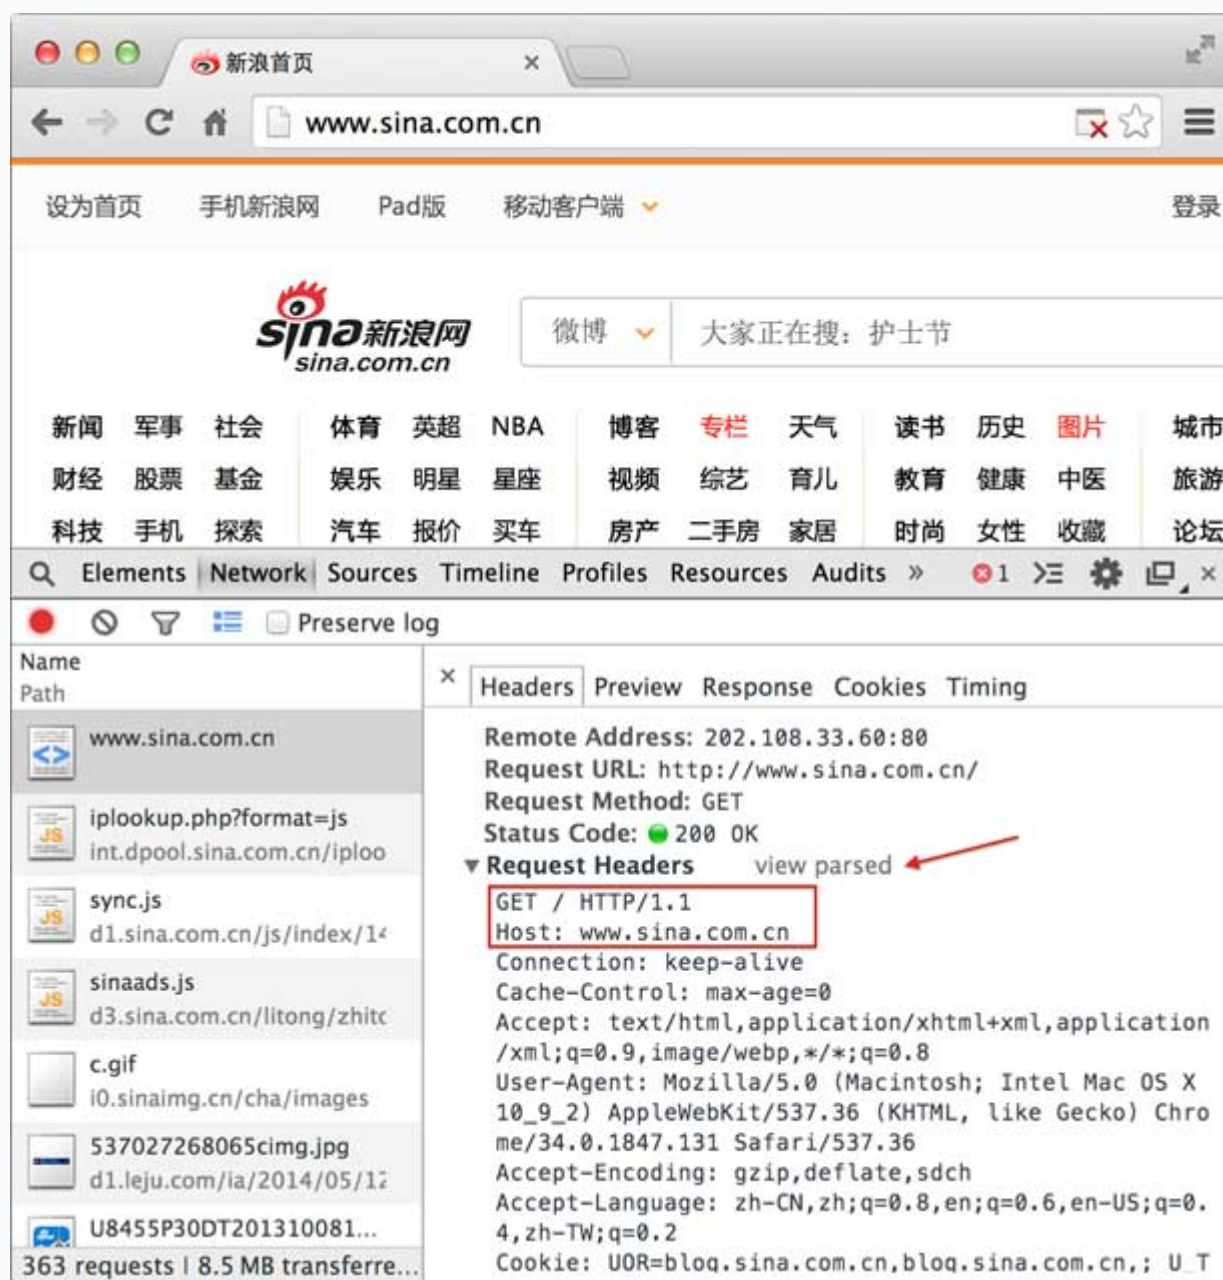 新浪首页
www.sina.com.cn
设为首页 手机新浪网 Pad版 移动客户端 登录
sina新浪网
sina.com.cn
微博 大家正在搜：护士节
新闻 军事 社会 体育 英超 NBA 博客 专栏 天气 读书 历史 图片 城市
财经 股票 基金 娱乐 明星 星座 视频 综艺 育儿 教育 健康 中医 旅游
科技 手机 探索 汽车 报价 买车 房产 二手房 家居 时尚 女性 收藏 论坛
Elements Network Sources Timeline Profiles Resources Audits » 1
Preserve log
Name
Path
www.sina.com.cn
iplookup.php?format=js
int.dpool.sina.com.cn/iploo
sync.js
d1.sina.com.cn/js/index/14
sinaads.js
d3.sina.com.cn/litong/zhitc
c.gif
i0.sinaimg.cn/cha/images
537027268065cimg.jpg
d1.leju.com/ia/2014/05/12
U8455P30DT201310081...
363 requests | 8.5 MB transferre...
Headers Preview Response Cookies Timing
Remote Address: 202.108.33.60:80
Request URL: http://www.sina.com.cn/
Request Method: GET
Status Code: 200 OK
Request Headers view parsed
GET / HTTP/1.1
Host: www.sina.com.cn
Connection: keep-alive
Cache-Control: max-age=0
Accept: text/html,application/xhtml+xml,application
/xml;q=0.9,image/webp,*/*;q=0.8
User-Agent: Mozilla/5.0 (Macintosh; Intel Mac OS X
10_9_2) AppleWebKit/537.36 (KHTML, like Gecko) Chro
me/34.0.1847.131 Safari/537.36
Accept-Encoding: gzip,deflate,sdch
Accept-Language: zh-CN,zh;q=0.8,en;q=0.6,en-US;q=0.
4,zh-TW;q=0.2
Cookie: UOR=blog.sina.com.cn,blog.sina.com.cn,; U_T